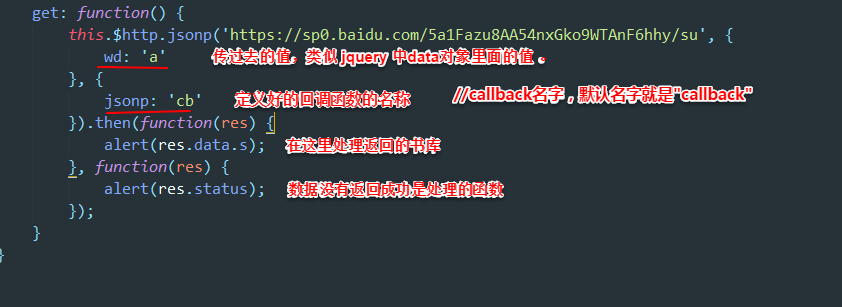 get: function() {
this.$http.jsonp('https://sp0.baidu.com/5a1Fazu8AA54nxGko9WTAnF6hhy/su', {
wd: 'a' 传过去的值。类似 jquery 中data对象里面的值 。
}, {
jsonp: 'cb' 定义好的回调函数的名称 //callback名字，默认名字就是"callback"
}).then(function(res) {
alert(res.data.s); 在这里处理返回的书库
}, function(res) {
alert(res.status); 数据没有返回成功是处理的函数
});
}
}